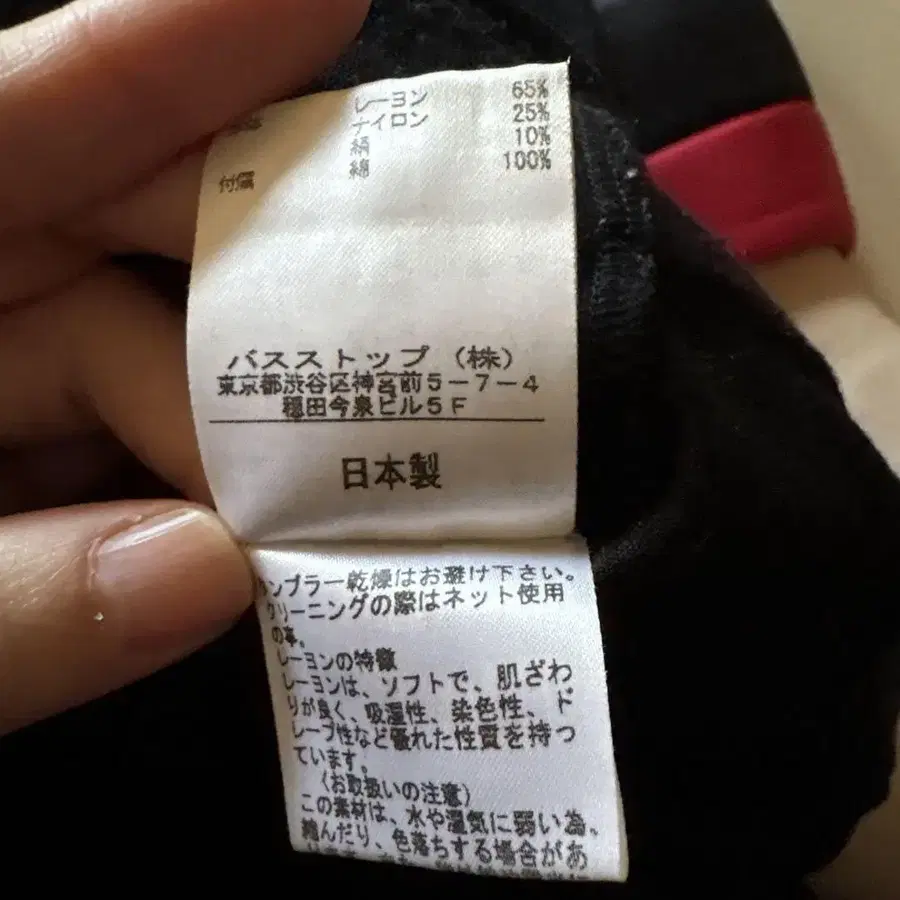 レーヨン 65%
ナイロン 25%
絹 10%
綿 100%
バスストップ（株）
東京都渋谷区神宮前5-7-4
穏田今泉ビル5F
日本製
ンブラー乾燥はお避け下さい。
クリーニングの際はネット使用
の事。
レーヨンの特徴
レーヨンは、ソフトで、肌ざわ
りが良く、吸湿性、染色性、ド
レープ性など優れた性質を持っ
ています。
（お取扱いの注意）
この素材は、水や湿気に弱い為、
縮んだり、色落ちする場合があ